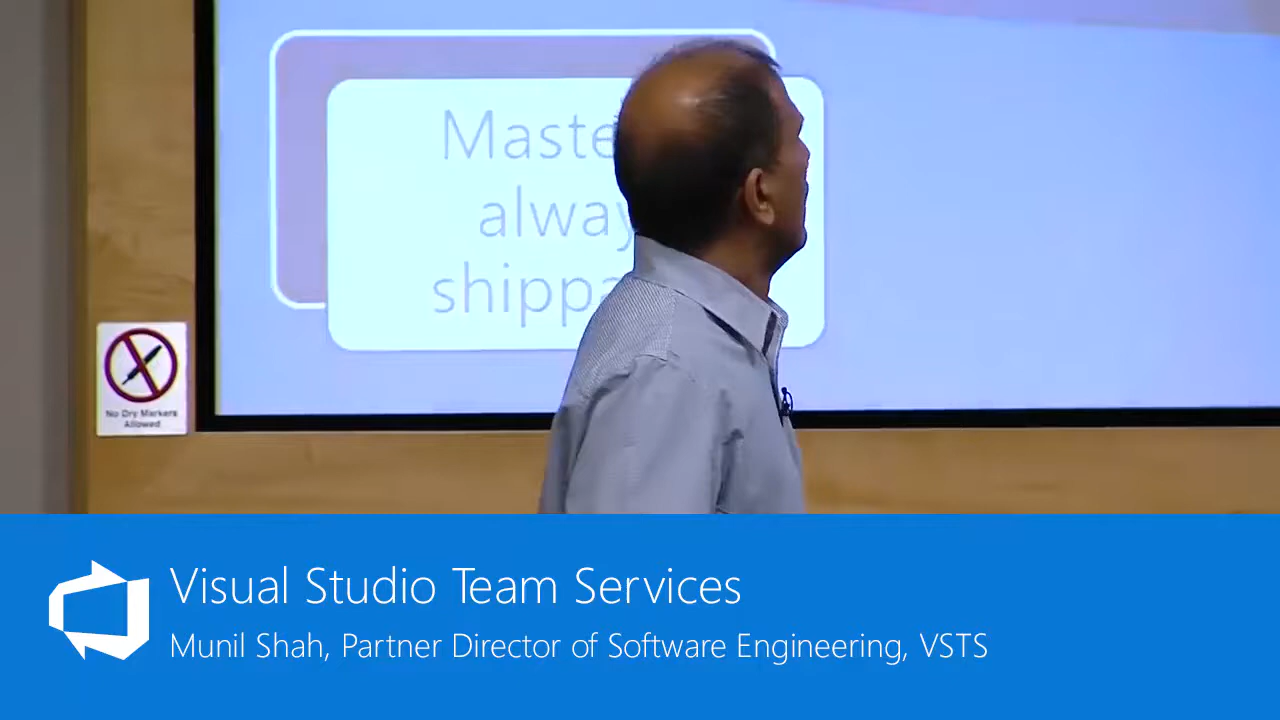 Maste
alway
shippa
No Dry Markers
Allowed
Visual Studio Team Services
Munil Shah, Partner Director of Software Engineering, VSTS